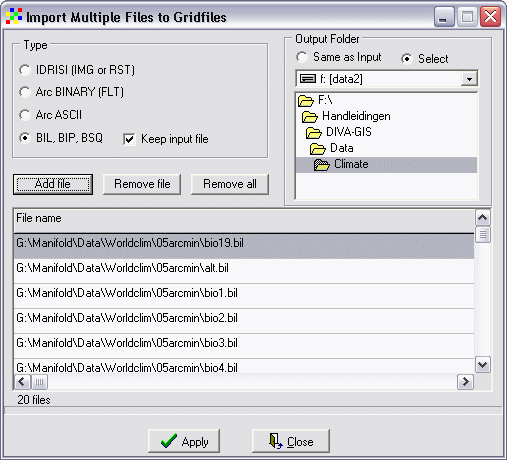 Import Multiple Files to Gridfiles
Type
IDRISI (IMG or RST)
Arc BINARY (FLT)
Arc ASCII
BIL, BIP, BSQ
Keep input file
Output Folder
Same as Input
Select
f: [data2]
F:\
Handleidingen
DIVA-GIS
Data
Climate
Add file
Remove file
Remove all
File name
G:\Manifold\Data\Worldclim\05arcmin\bio19.bil
G:\Manifold\Data\Worldclim\05arcmin\alt.bil
G:\Manifold\Data\Worldclim\05arcmin\bio1.bil
G:\Manifold\Data\Worldclim\05arcmin\bio2.bil
G:\Manifold\Data\Worldclim\05arcmin\bio3.bil
G:\Manifold\Data\Worldclim\05arcmin\bio4.bil
20 files
Apply
Close